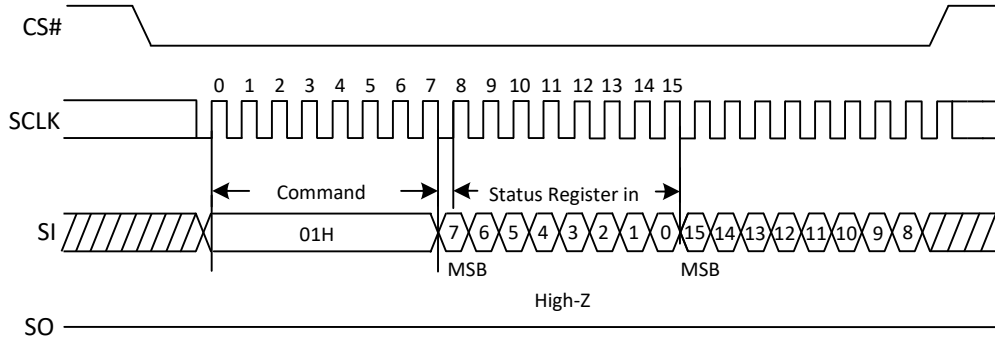 CS#
0 1 2 3 4 5 6 7 8 9 10 11 12 13 14 15
SCLK
Command Status Register in
SI 01H 7 6 5 4 3 2 1 0 15 14 13 12 11 10 9 8
MSB MSB
High-Z
SO